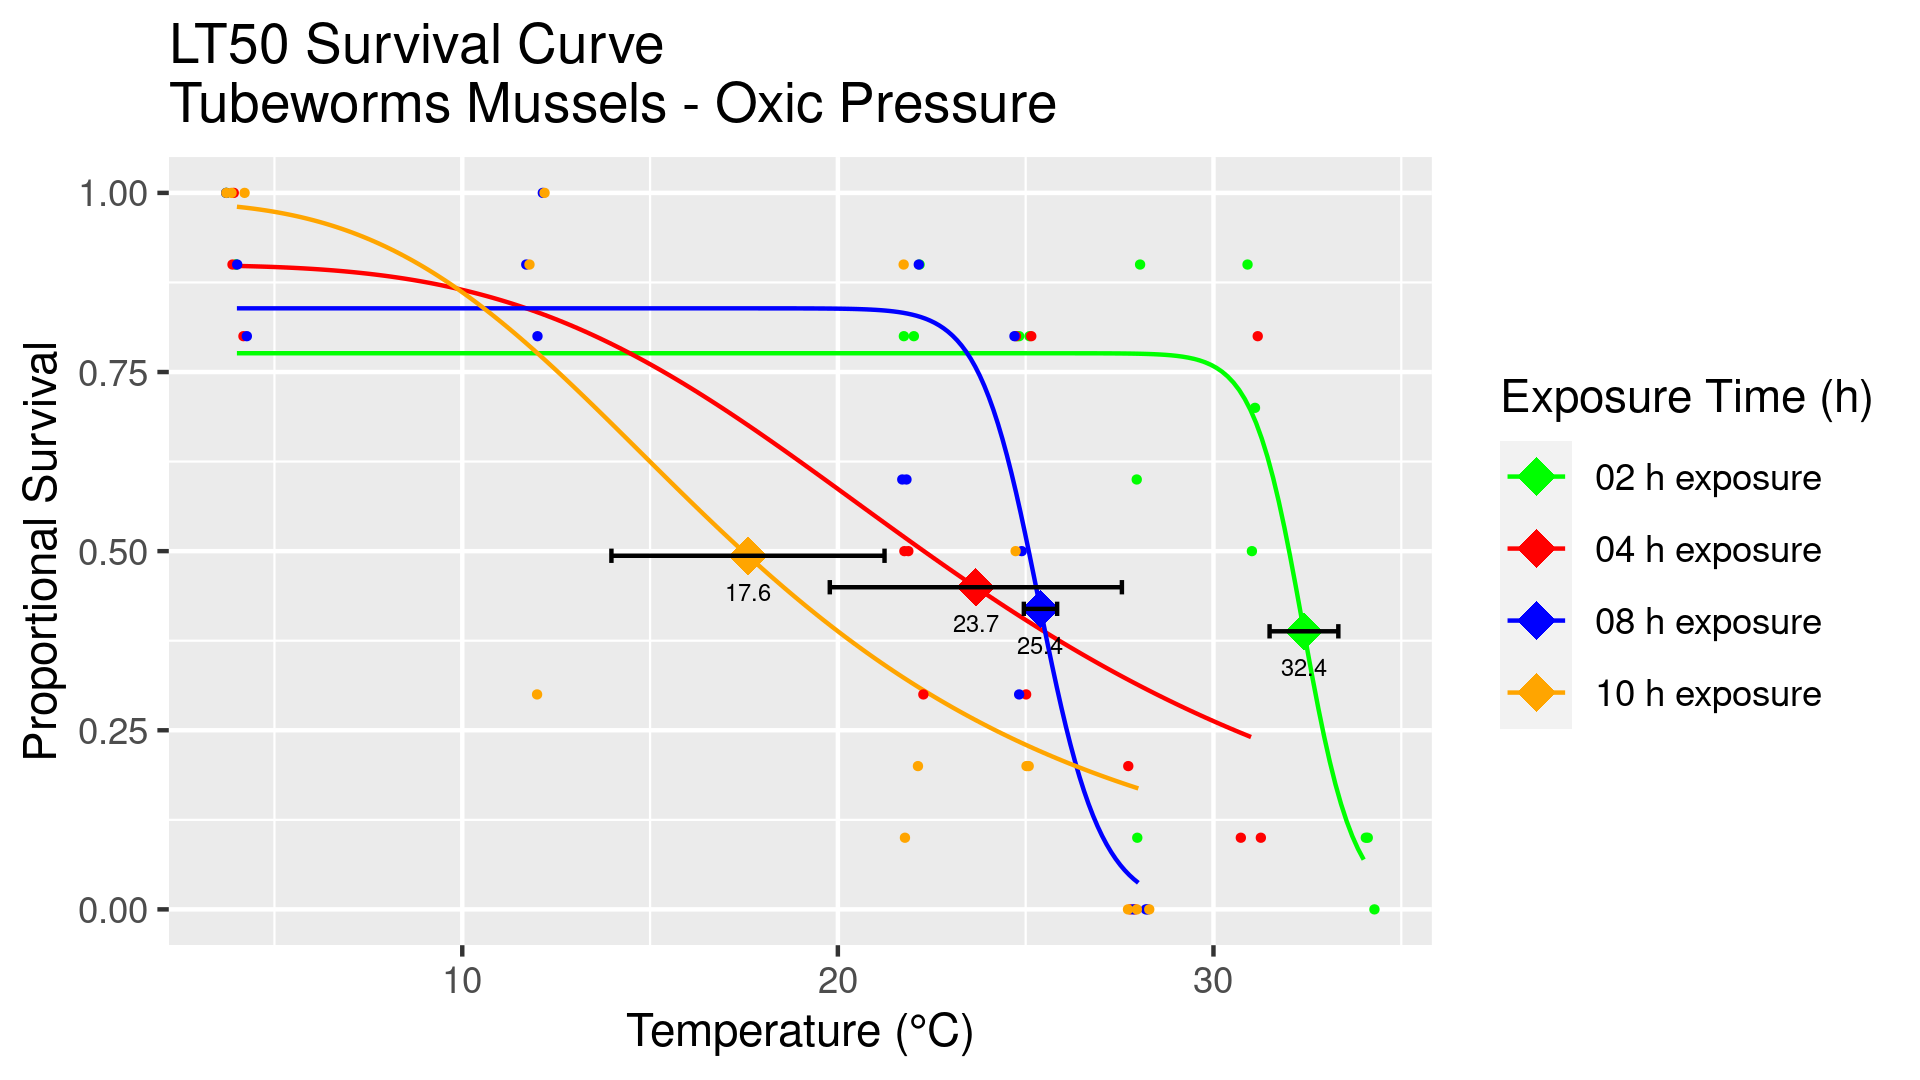 LT50 Survival Curve
Tubeworms Mussels - Oxic Pressure
Proportional Survival
1.00
0.75
0.50
0.25
0.00
17.6
23.7
25.4
32.4
10
20
30
Temperature (°C)
Exposure Time (h)
02 h exposure
04 h exposure
08 h exposure
10 h exposure